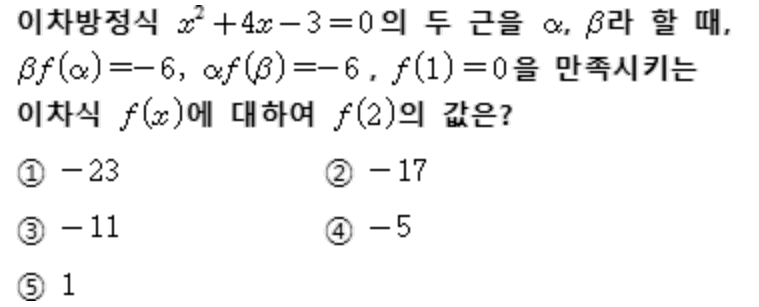 이차방정식 x²+4x−3=0의 두 근을 α, β라 할 때,
βf(α)=−6, αf(β)=−6, f(1)=0을 만족시키는
이차식 f(x)에 대하여 f(2)의 값은?
① −23 ② −17
③ −11 ④ −5
⑤ 1